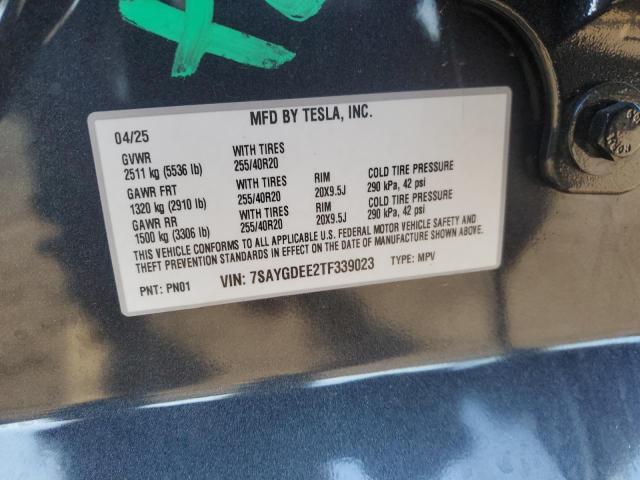 MFD BY TESLA, INC.
04/25
GVWR WITH TIRES
2511 kg (5536 lb) 255/40R20
GAWR FRT WITH TIRES RIM COLD TIRE PRESSURE
1320 kg (2910 lb) 255/40R20 20X9.5J 290 kPa, 42 psi
GAWR RR WITH TIRES RIM COLD TIRE PRESSURE
1500 kg (3306 lb) 255/40R20 20X9.5J 290 kPa, 42 psi
THIS VEHICLE CONFORMS TO ALL APPLICABLE U.S. FEDERAL MOTOR VEHICLE SAFETY AND
THEFT PREVENTION STANDARDS IN EFFECT ON THE DATE OF MANUFACTURE SHOWN ABOVE.
PNT: PN01 VIN: 7SAYGDEE2TF339023 TYPE: MPV